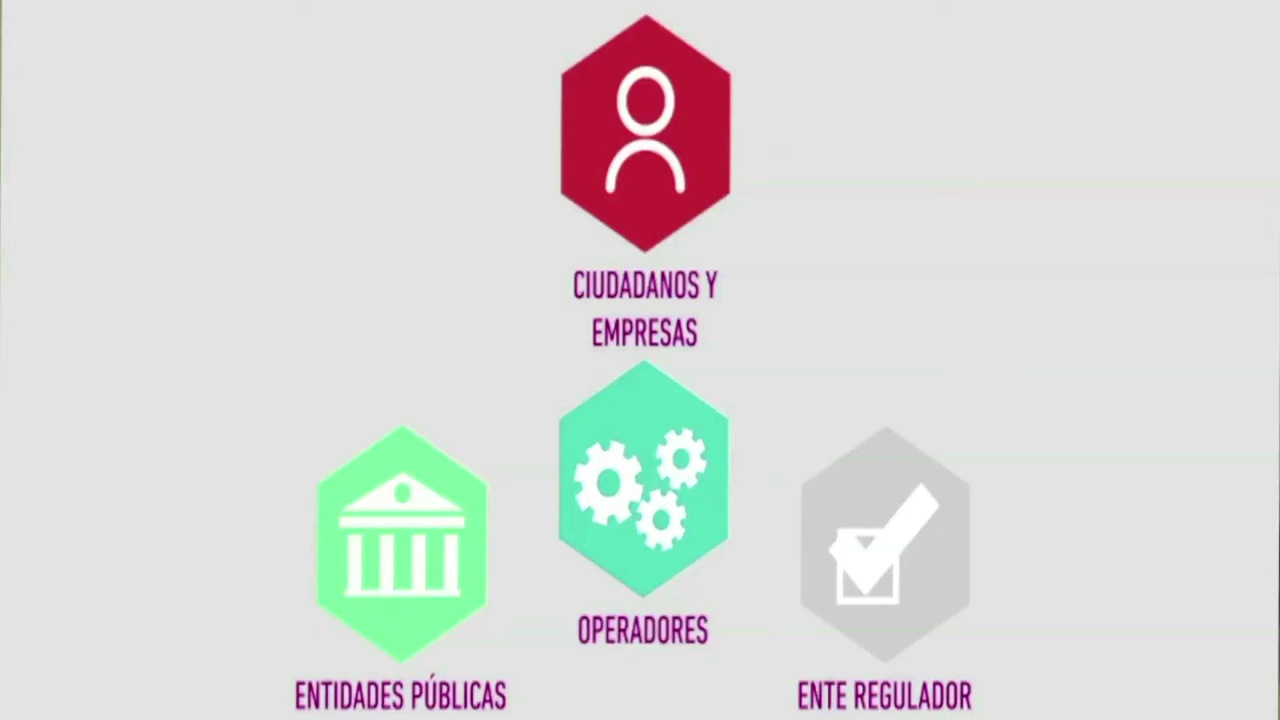 CIUDADANOS Y
EMPRESAS
OPERADORES
ENTIDADES PÚBLICAS
ENTE REGULADOR